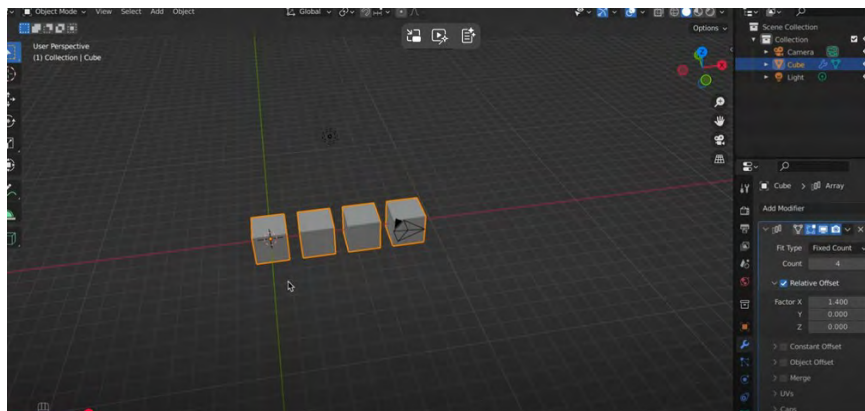 Object Mode View Select Add Object Global
Options
User Perspective
(1) Collection | Cube
Z
X
Scene Collection
Collection
Camera
Cube
Light
Cube > Array
Add Modifier
Fit Type Fixed Count
Count 4
Relative Offset
Factor X 1.400
Y 0.000
Z 0.000
Constant Offset
Object Offset
Merge
UVs
Caps